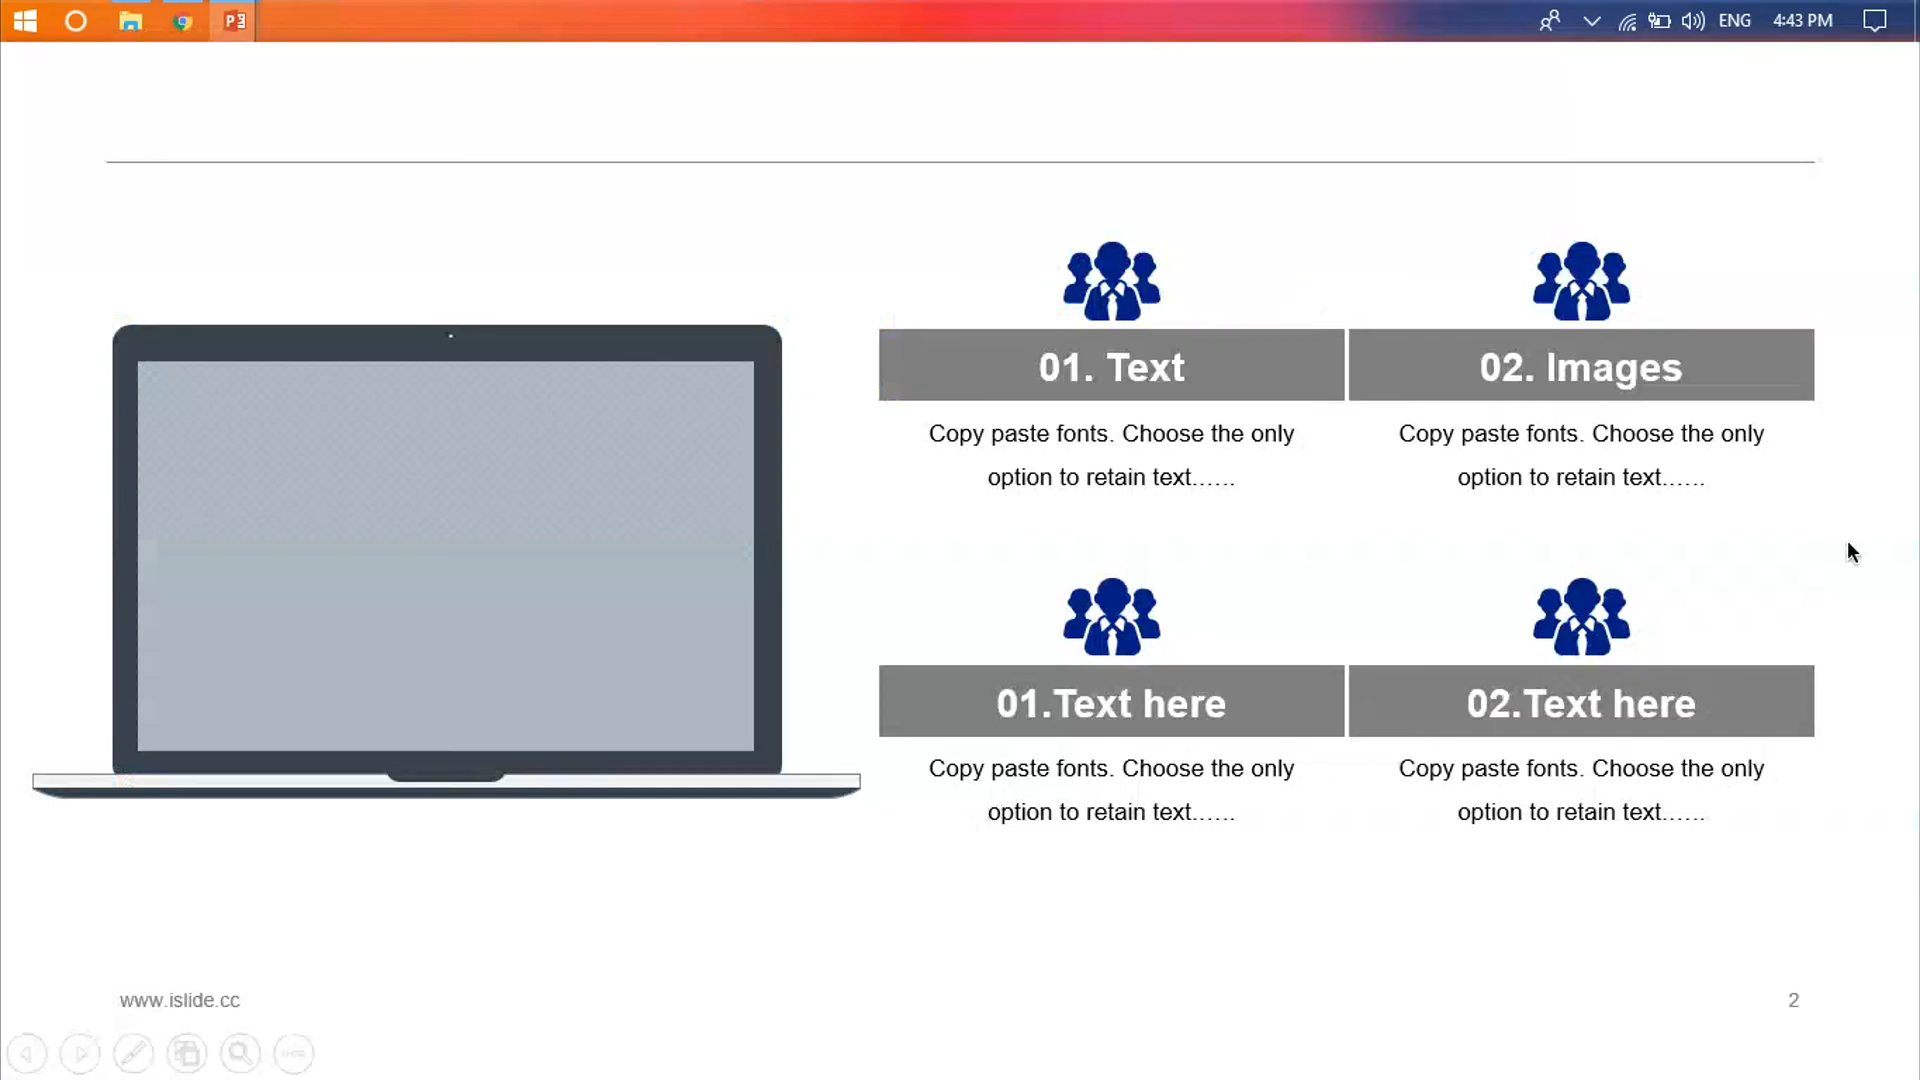 ENG 4:43 PM
01. Text
02. Images
Copy paste fonts. Choose the only
option to retain text......
Copy paste fonts. Choose the only
option to retain text......
01.Text here
02.Text here
Copy paste fonts. Choose the only
option to retain text......
Copy paste fonts. Choose the only
option to retain text......
www.islide.cc
2